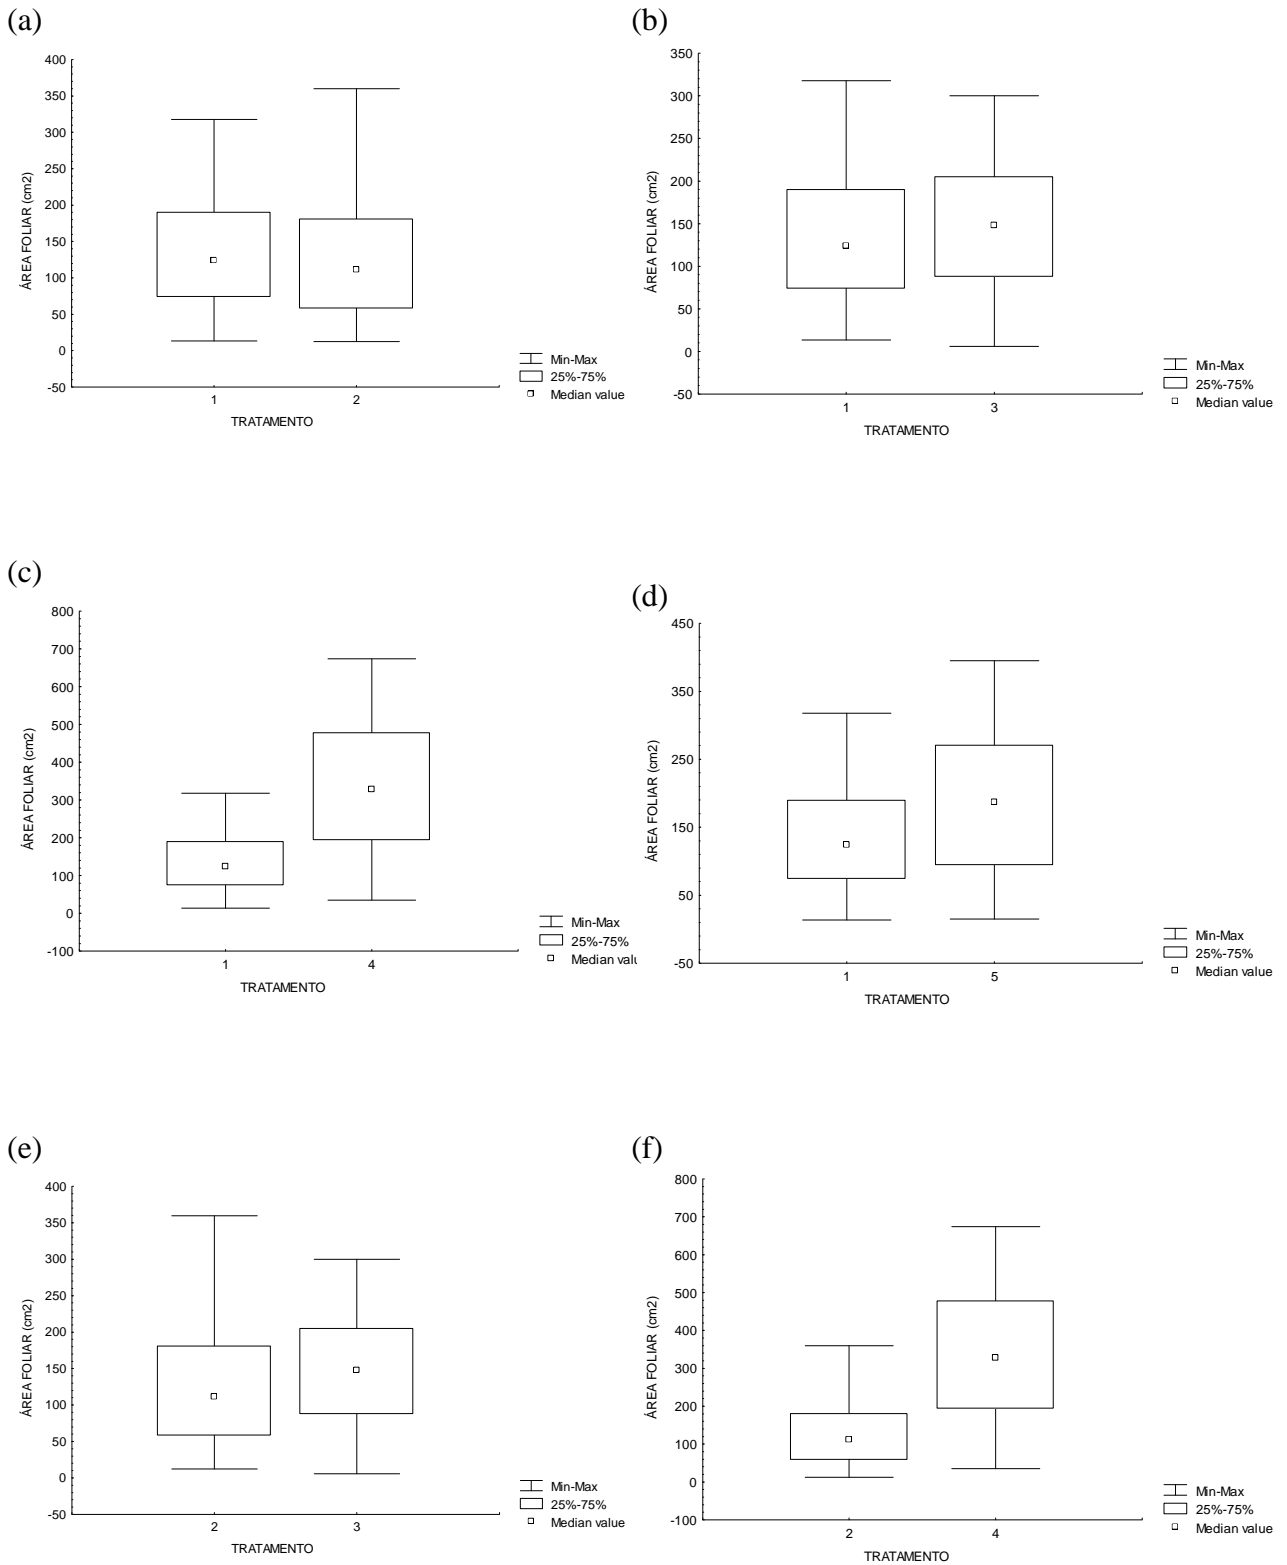 (a)
400
350
300
250
200
150
100
50
0
-50
ÁREA FOLIAR (cm2)
1 2
TRATAMENTO
Min-Max
25%-75%
Median value
(b)
350
300
250
200
150
100
50
0
-50
ÁREA FOLIAR (cm2)
1 3
TRATAMENTO
Min-Max
25%-75%
Median value
(c)
800
700
600
500
400
300
200
100
0
-100
ÁREA FOLIAR (cm2)
1 4
TRATAMENTO
Min-Max
25%-75%
Median valu
(d)
450
350
250
150
50
-50
ÁREA FOLIAR (cm2)
1 5
TRATAMENTO
Min-Max
25%-75%
Median value
(e)
400
350
300
250
200
150
100
50
0
-50
ÁREA FOLIAR (cm2)
2 3
TRATAMENTO
Min-Max
25%-75%
Median value
(f)
800
700
600
500
400
300
200
100
0
-100
ÁREA FOLIAR (cm2)
2 4
TRATAMENTO
Min-Max
25%-75%
Median value